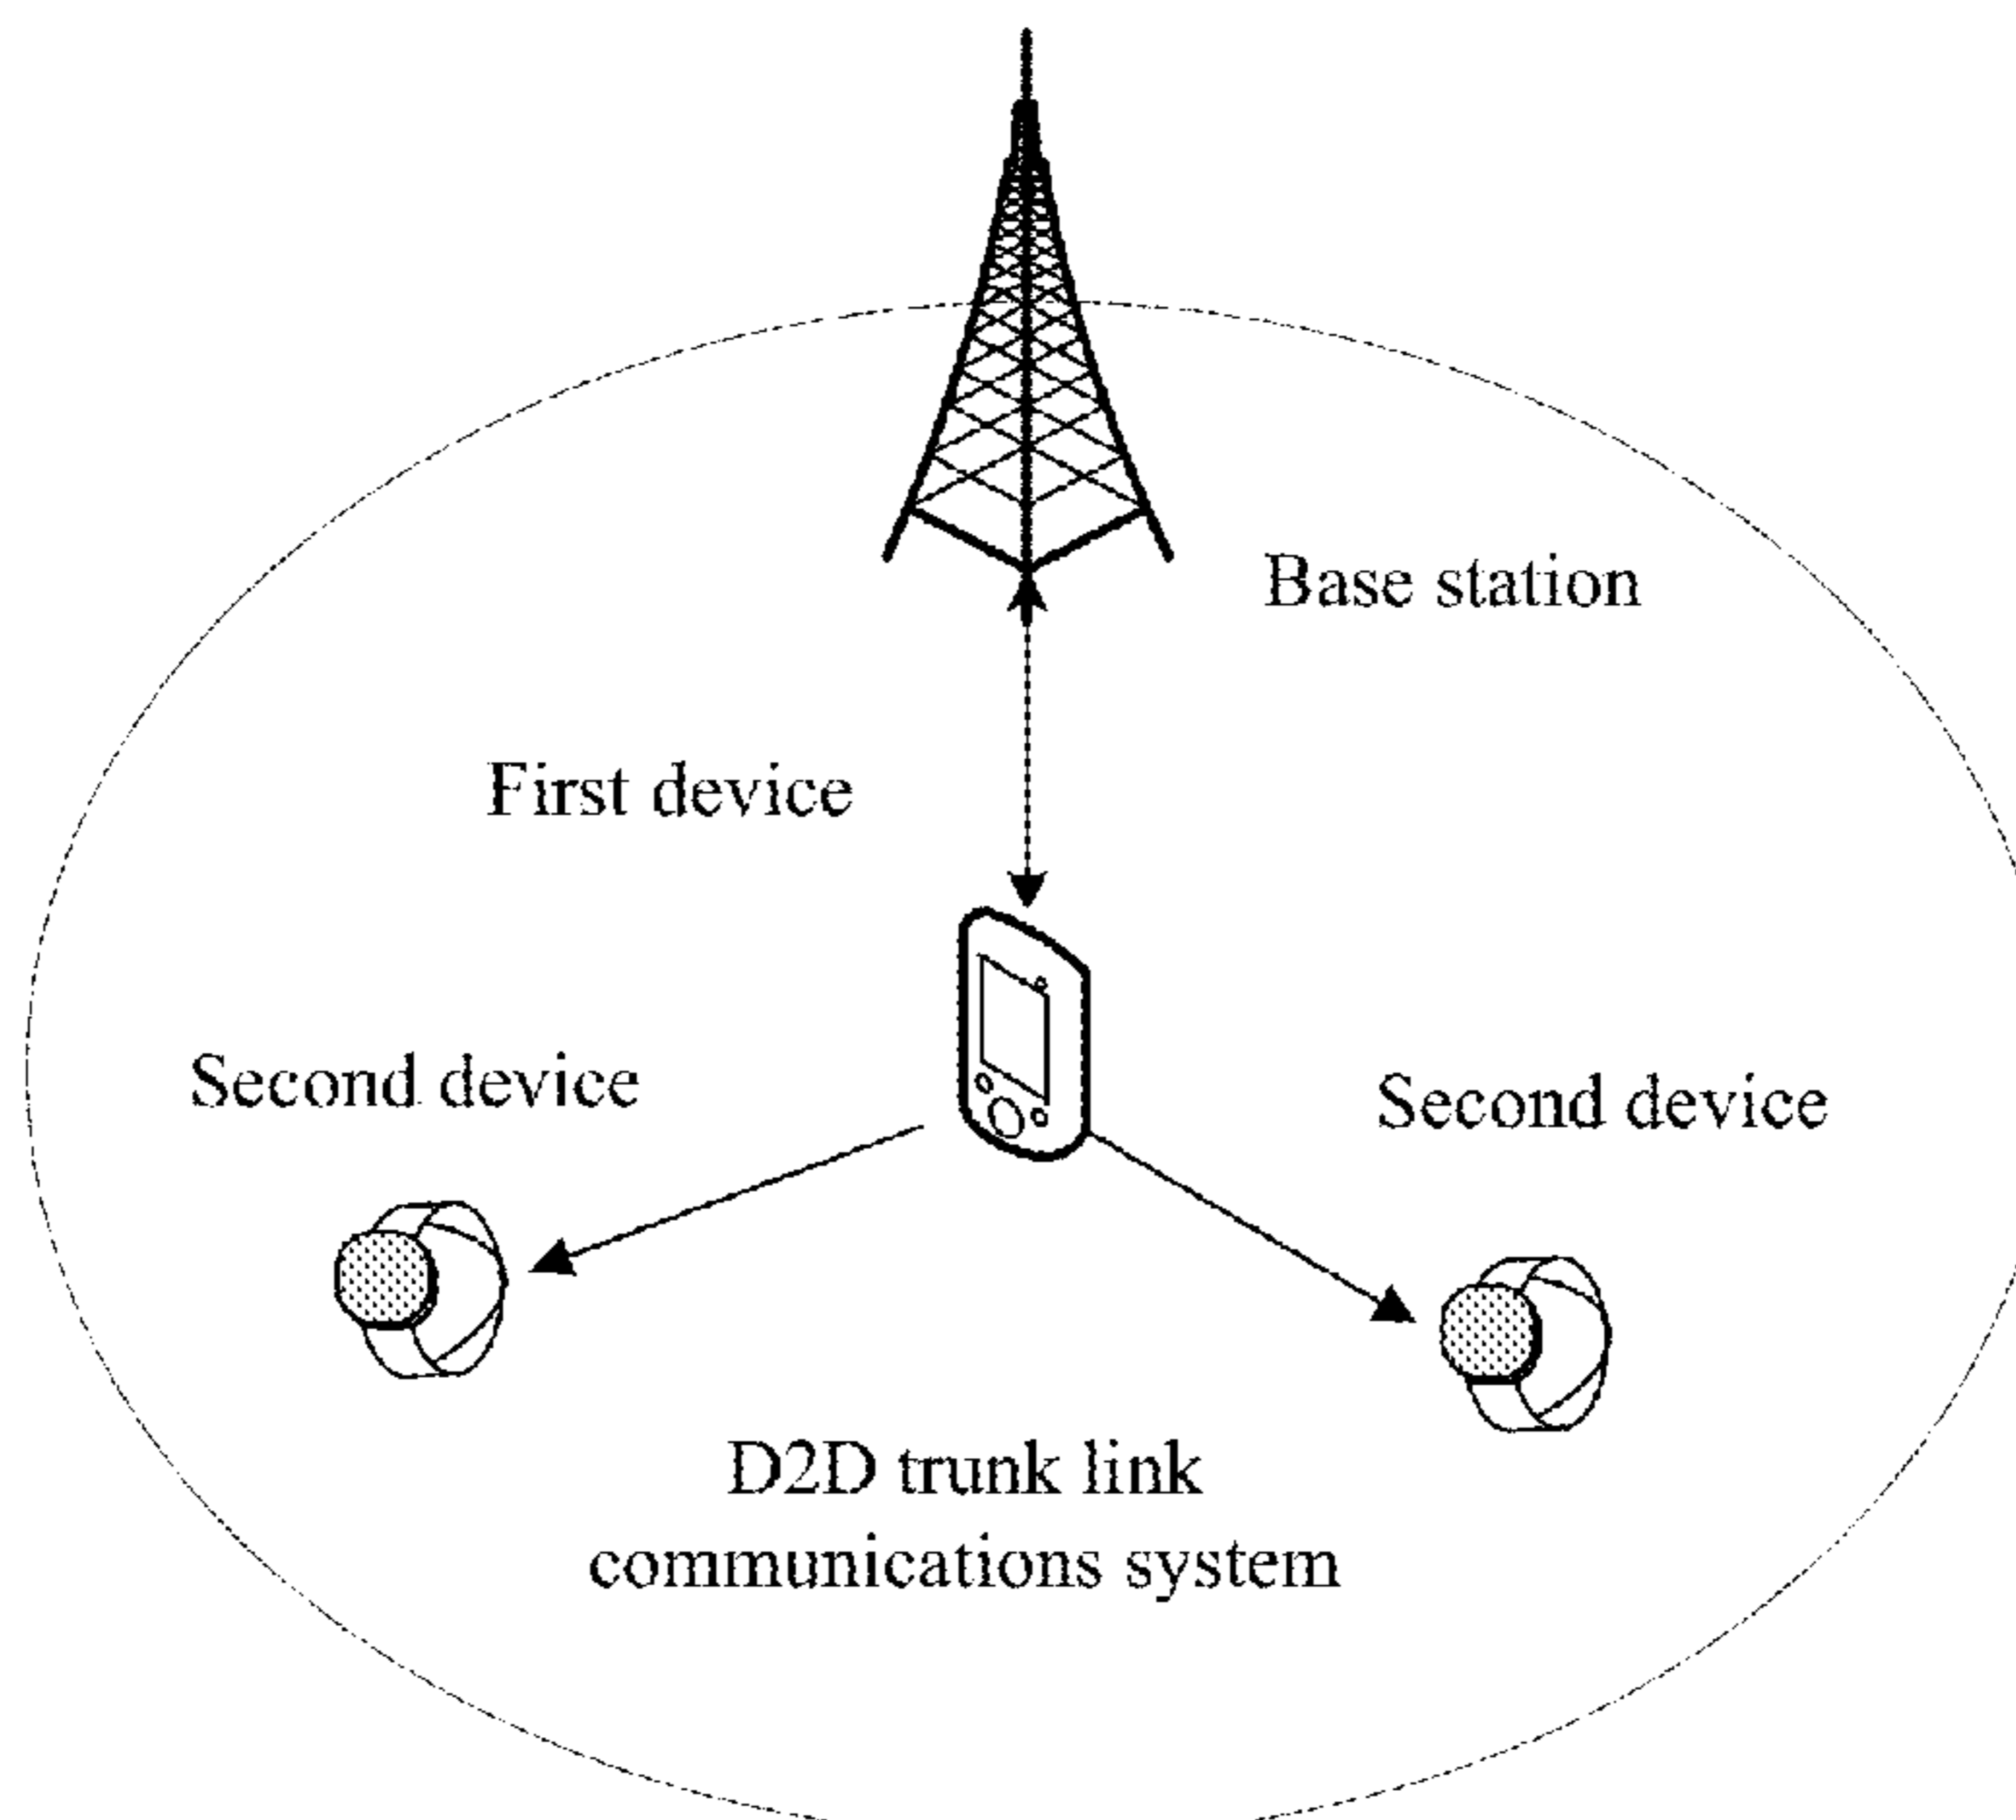 Base station
First device
Second device
Second device
D2D trunk link
communications system